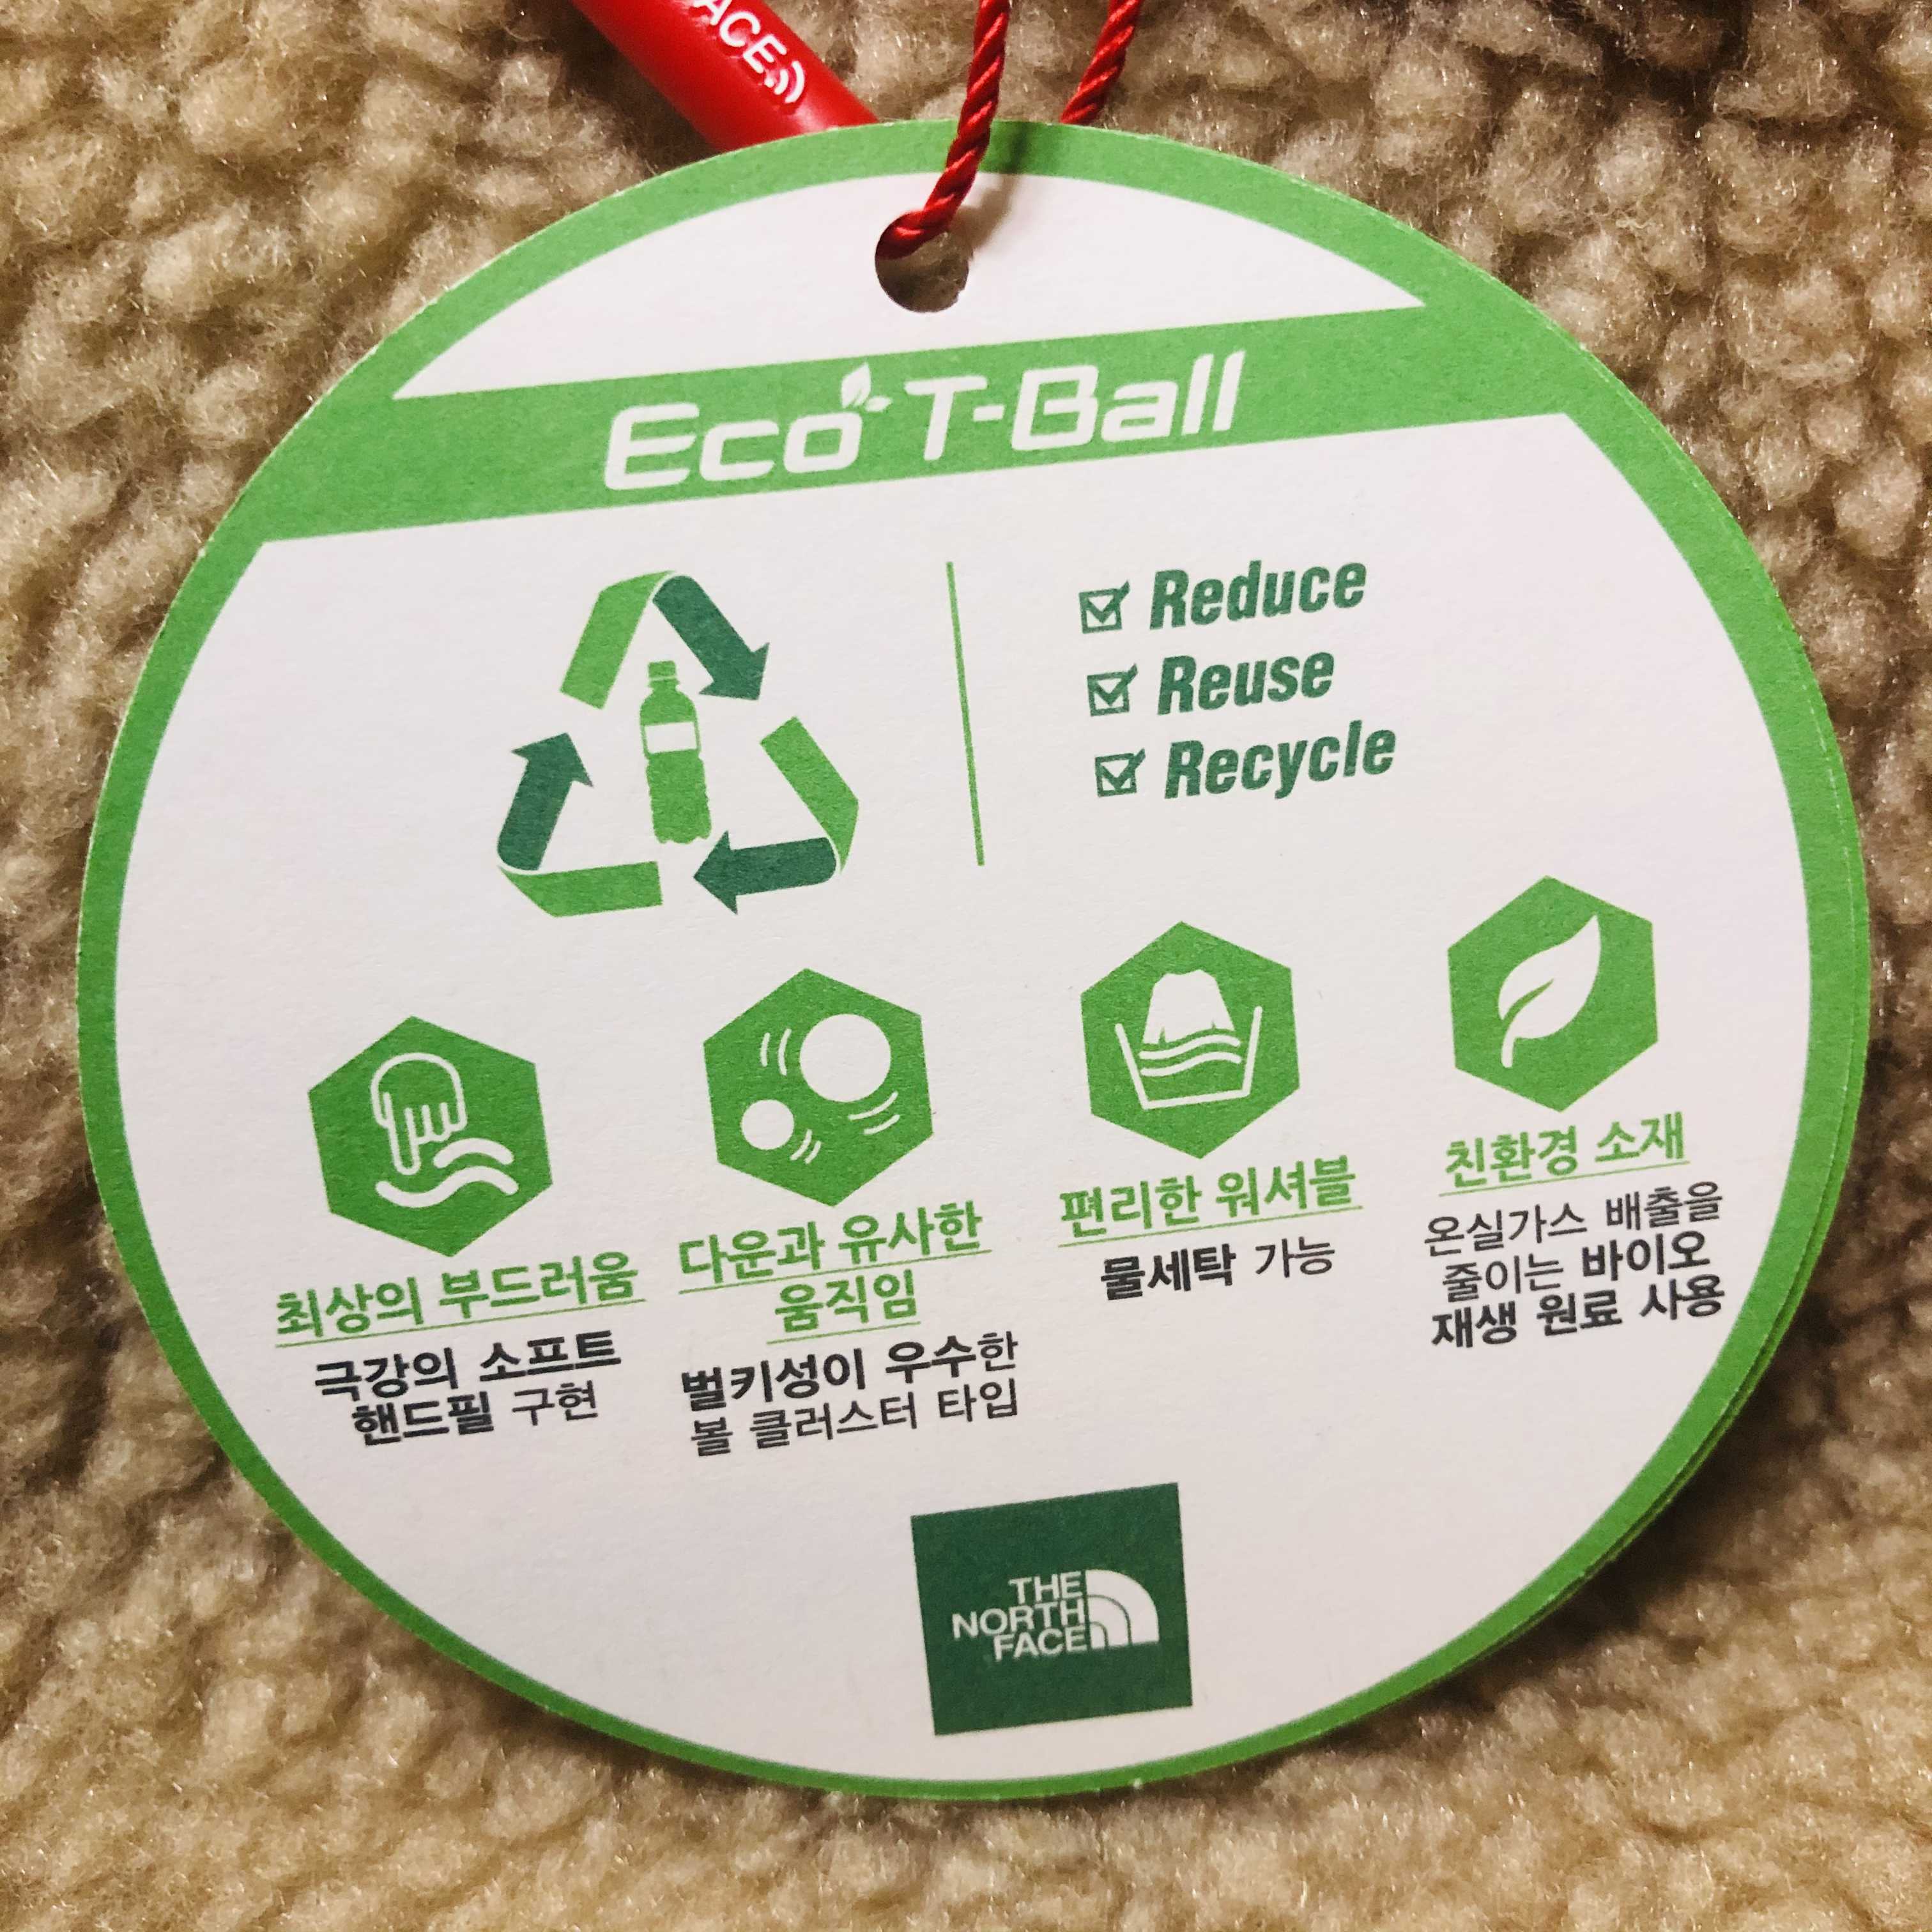 ACE
Eco T-Ball
Reduce
Reuse
Recycle
최상의 부드러움
극강의 소프트
핸드필 구현
다운과 유사한
움직임
벌키성이 우수한
볼 클러스터 타입
편리한 워셔블
물세탁 가능
친환경 소재
온실가스 배출을
줄이는 바이오
재생 원료 사용
THE
NORTH
FACE